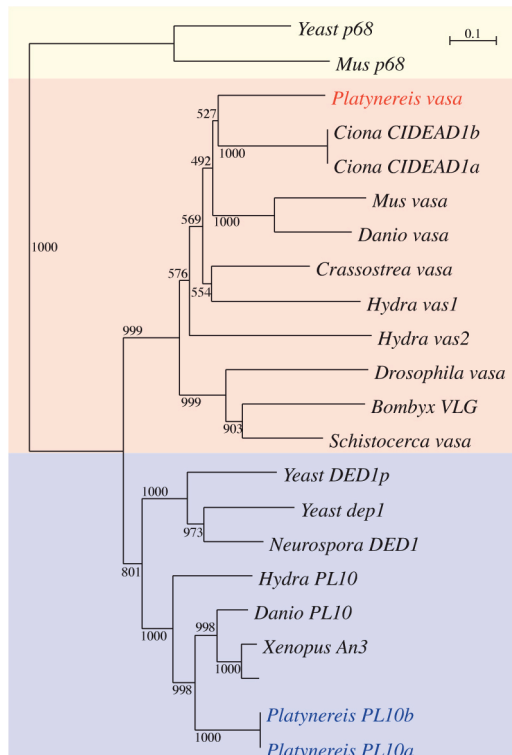 Yeast p68
0.1
Mus p68
Platynereis vasa
527
Ciona CIDEAD1b
1000
492
Ciona CIDEAD1a
Mus vasa
569
1000
Danio vasa
1000
Crassostrea vasa
576
554
Hydra vas1
999
Hydra vas2
Drosophila vasa
999
Bombyx VLG
903
Schistocerca vasa
Yeast DED1p
1000
Yeast dep1
973
Neurospora DED1
801
Hydra PL10
Danio PL10
998
1000
Xenopus An3
1000
998
Platynereis PL10b
1000
Platynereis PL10a